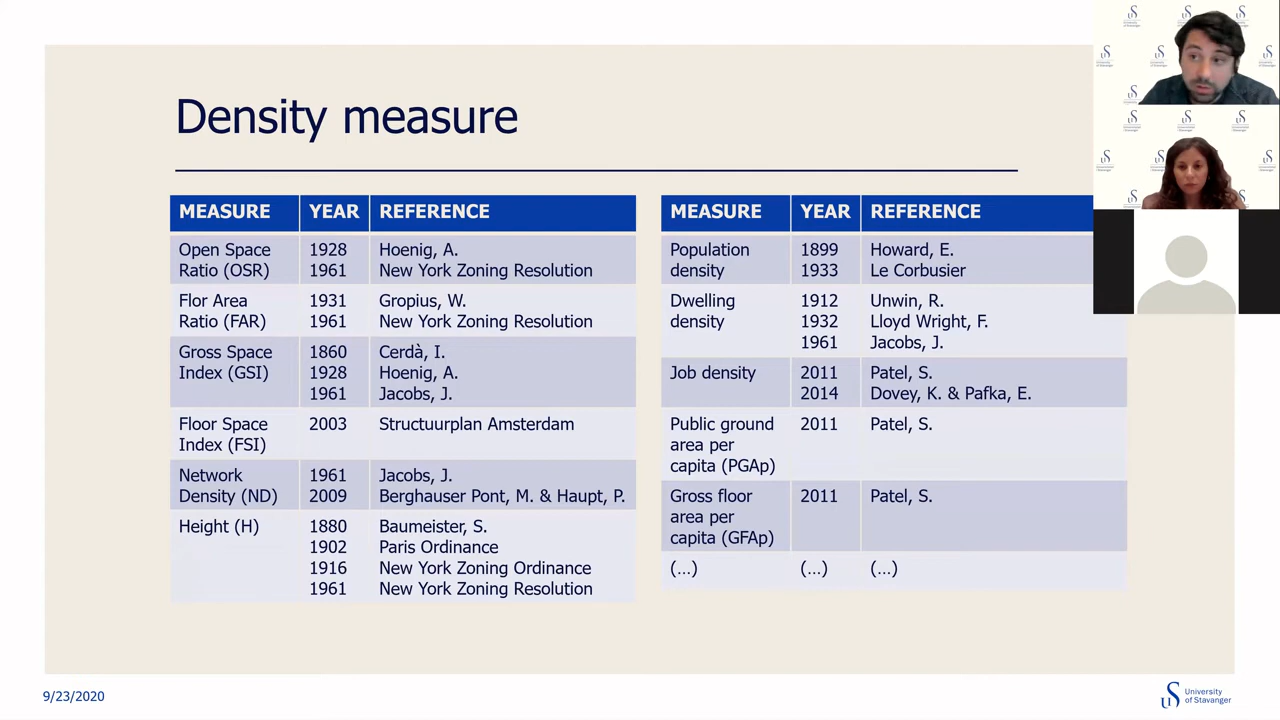 Density measure
MEASURE YEAR REFERENCE
Open Space 1928 Hoenig, A.
Ratio (OSR) 1961 New York Zoning Resolution
Flor Area 1931 Gropius, W.
Ratio (FAR) 1961 New York Zoning Resolution
Gross Space 1860 Cerdà, I.
Index (GSI) 1928 Hoenig, A.
1961 Jacobs, J.
Floor Space 2003 Structuurplan Amsterdam
Index (FSI)
Network 1961 Jacobs, J.
Density (ND) 2009 Berghauser Pont, M. & Haupt, P.
Height (H) 1880 Baumeister, S.
1902 Paris Ordinance
1916 New York Zoning Ordinance
1961 New York Zoning Resolution
MEASURE YEAR REFERENCE
Population 1899 Howard, E.
density 1933 Le Corbusier
Dwelling 1912 Unwin, R.
density 1932 Lloyd Wright, F.
1961 Jacobs, J.
Job density 2011 Patel, S.
2014 Dovey, K. & Pafka, E.
Public ground 2011 Patel, S.
area per
capita (PGAp)
Gross floor 2011 Patel, S.
area per
capita (GFAp)
(...) (...) (...)
9/23/2020
University
of Stavanger